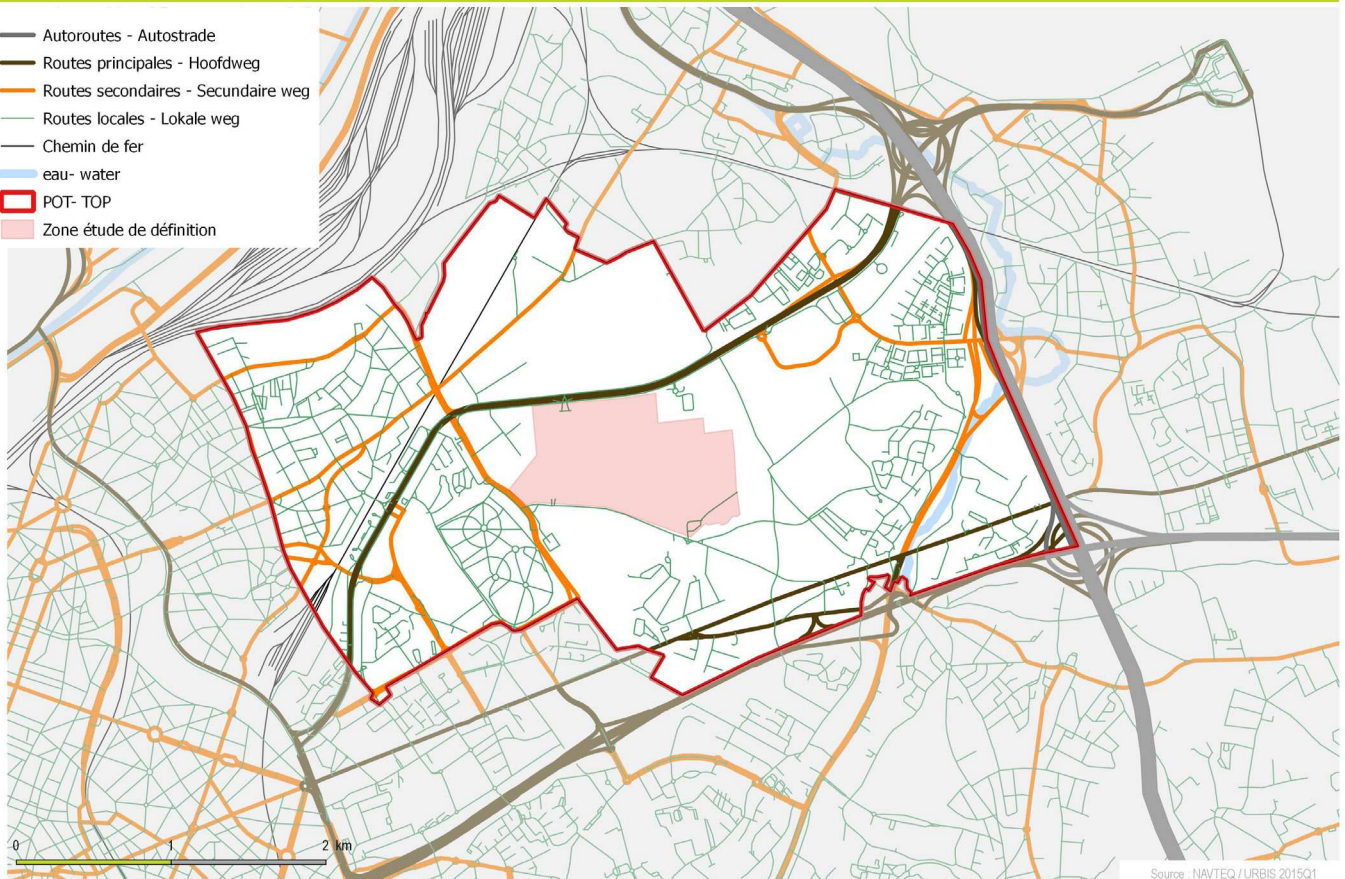 Autoroutes - Autostrade
Routes principales - Hoofdweg
Routes secondaires - Secundaire weg
Routes locales - Lokale weg
Chemin de fer
eau- water
POT- TOP
Zone étude de définition
0 1 2 km
Source : NAVTEQ / URBIS 2015Q1